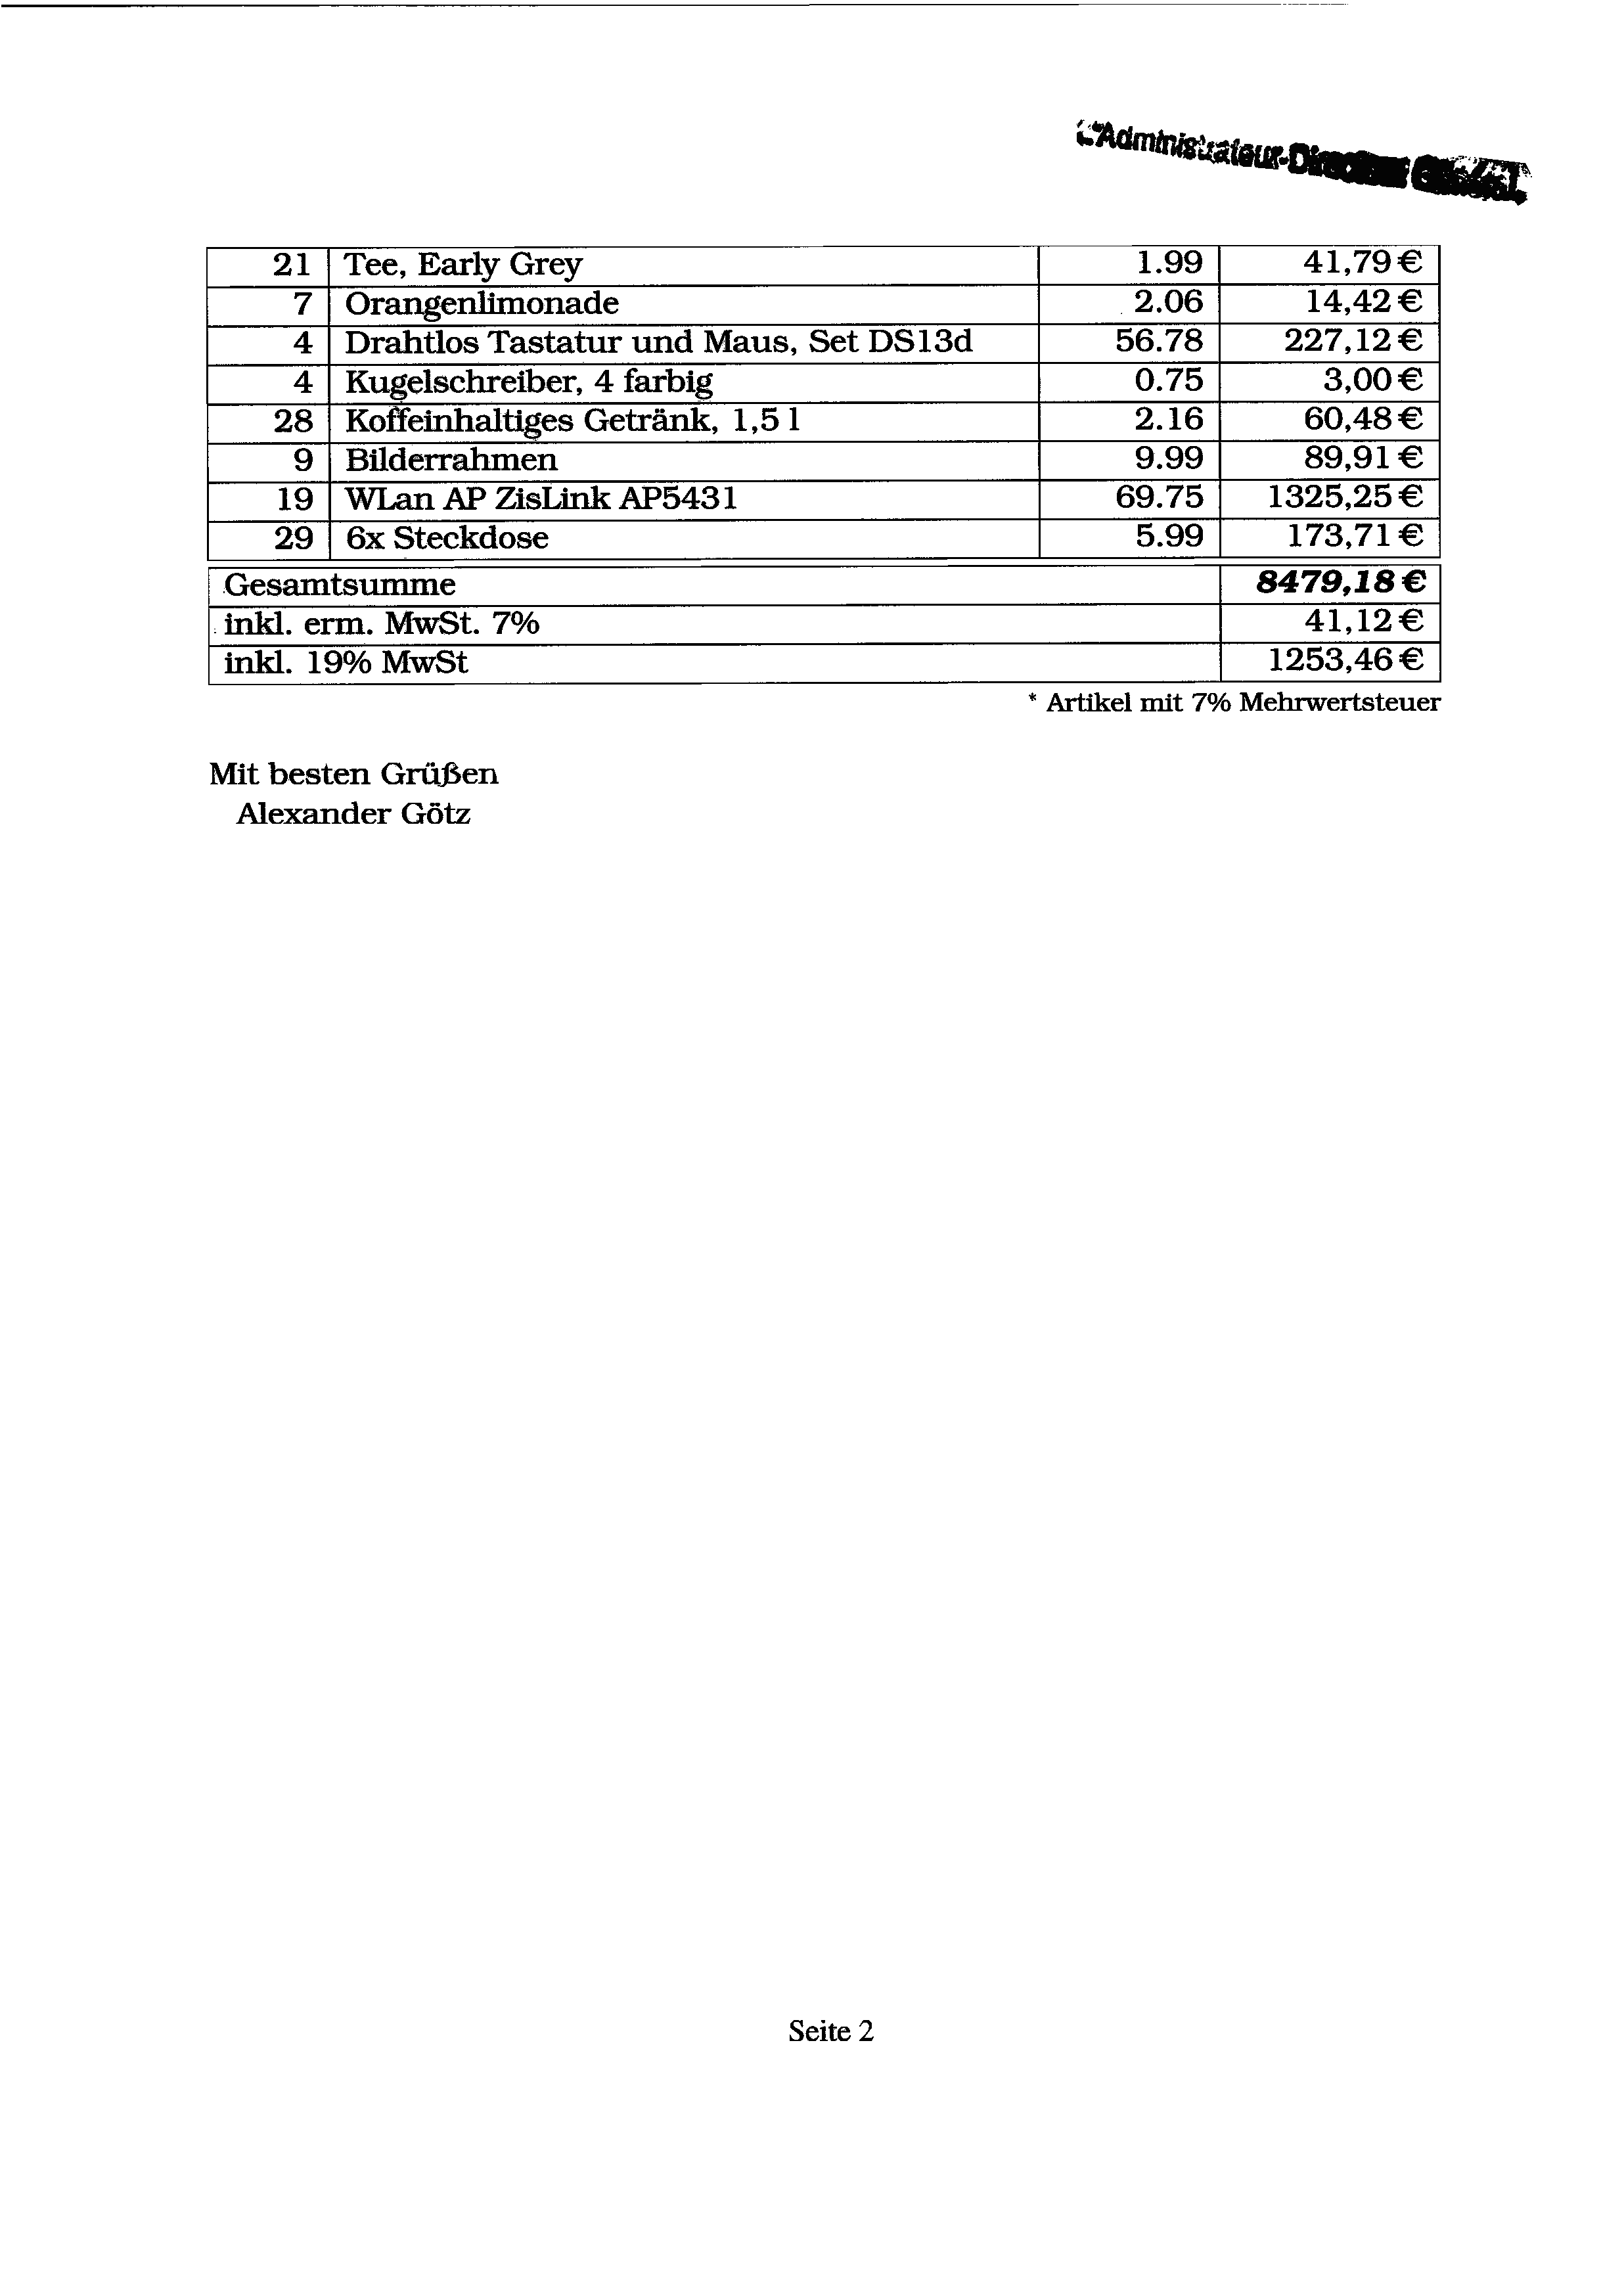 L'Administrateur-
21 Tee, Early Grey 1.99 41,79 €
7 Orangenlimonade 2.06 14,42 €
4 Drahtlos Tastatur und Maus, Set DS13d 56.78 227,12 €
4 Kugelschreiber, 4 farbig 0.75 3,00 €
28 Koffeinhaltiges Getränk, 1,5 l 2.16 60,48 €
9 Bilderrahmen 9.99 89,91 €
19 WLan AP ZisLink AP5431 69.75 1325,25 €
29 6x Steckdose 5.99 173,71 €
Gesamtsumme 8479,18 €
inkl. erm. MwSt. 7% 41,12 €
inkl. 19% MwSt 1253,46 €
* Artikel mit 7% Mehrwertsteuer
Mit besten Grüßen
Alexander Götz
Seite 2